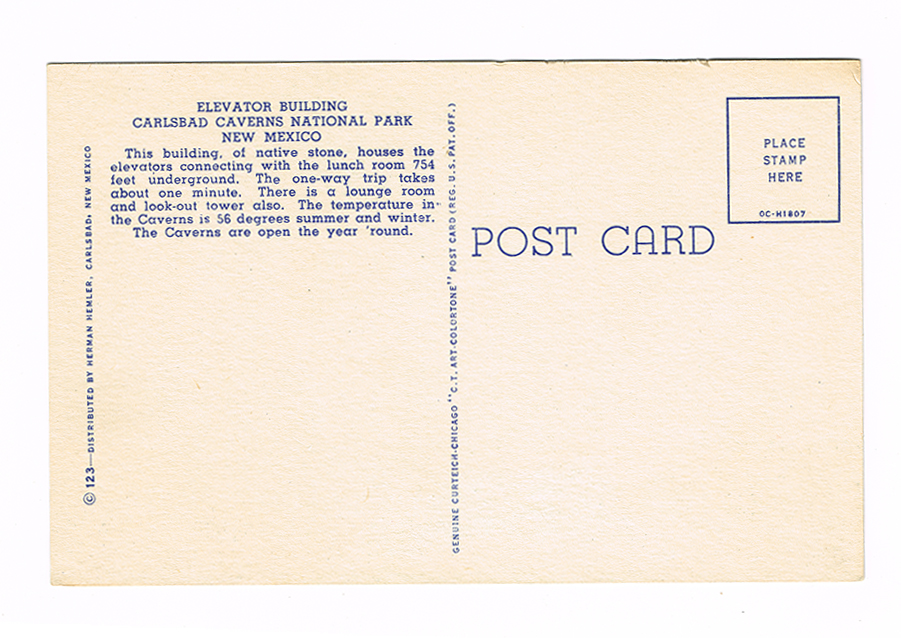 ELEVATOR BUILDING
CARLSBAD CAVERNS NATIONAL PARK
NEW MEXICO
This building, of native stone, houses the
elevators connecting with the lunch room 754
feet underground. The one-way trip takes
about one minute. There is a lounge room
and look-out tower also. The temperature in
the Caverns is 56 degrees summer and winter.
The Caverns are open the year 'round.
© 123—DISTRIBUTED BY HERMAN HEMLER, CARLSBAD, NEW MEXICO
GENUINE CURTEICH-CHICAGO "C.T. ART-COLORTONE" POST CARD (REG. U.S. PAT. OFF.)
POST CARD
PLACE
STAMP
HERE
OC-H1807